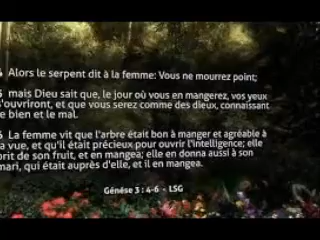 4 Alors le serpent dit à la femme: Vous ne mourrez point;
5 mais Dieu sait que, le jour où vous en mangerez, vos yeux
s'ouvriront, et que vous serez comme des dieux, connaissant
le bien et le mal.
6 La femme vit que l'arbre était bon à manger et agréable à
la vue, et qu'il était précieux pour ouvrir l'intelligence; elle
prit de son fruit, et en mangea; elle en donna aussi à son
mari, qui était auprès d'elle, et il en mangea.
Génèse 3 : 4-6 - LSG